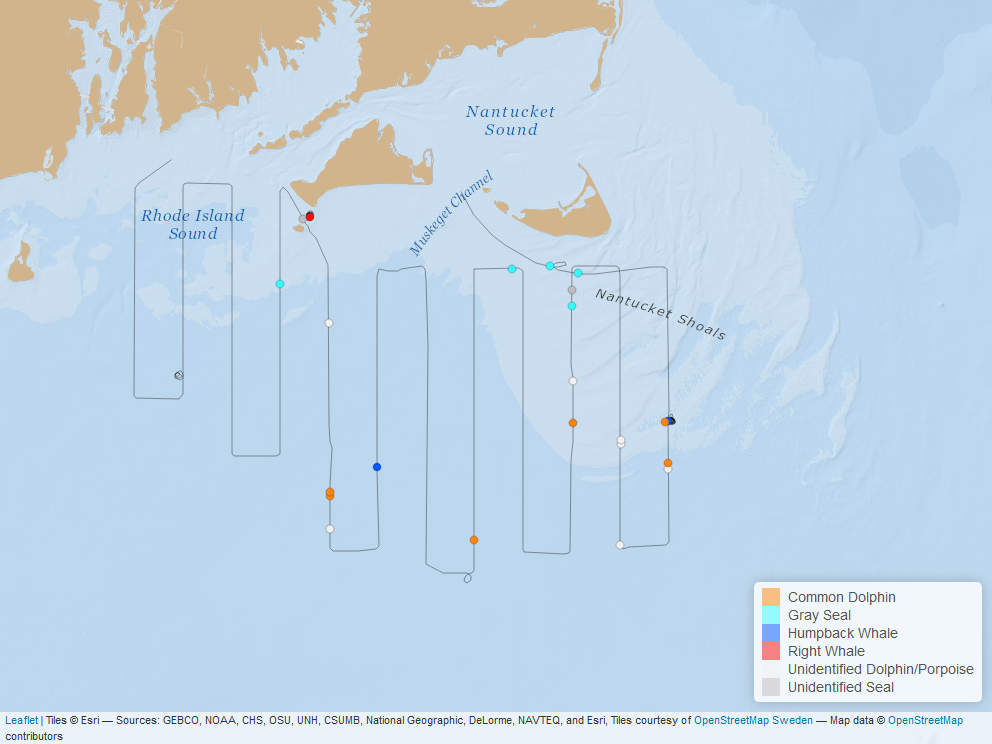 Nantucket
Sound
Muskeget Channel
Rhode Island
Sound
Nantucket Shoals
Common Dolphin
Gray Seal
Humpback Whale
Right Whale
Unidentified Dolphin/Porpoise
Unidentified Seal
Leaflet | Tiles © Esri — Sources: GEBCO, NOAA, CHS, OSU, UNH, CSUMB, National Geographic, DeLorme, NAVTEQ, and Esri, Tiles courtesy of OpenStreetMap Sweden — Map data © OpenStreetMap
contributors